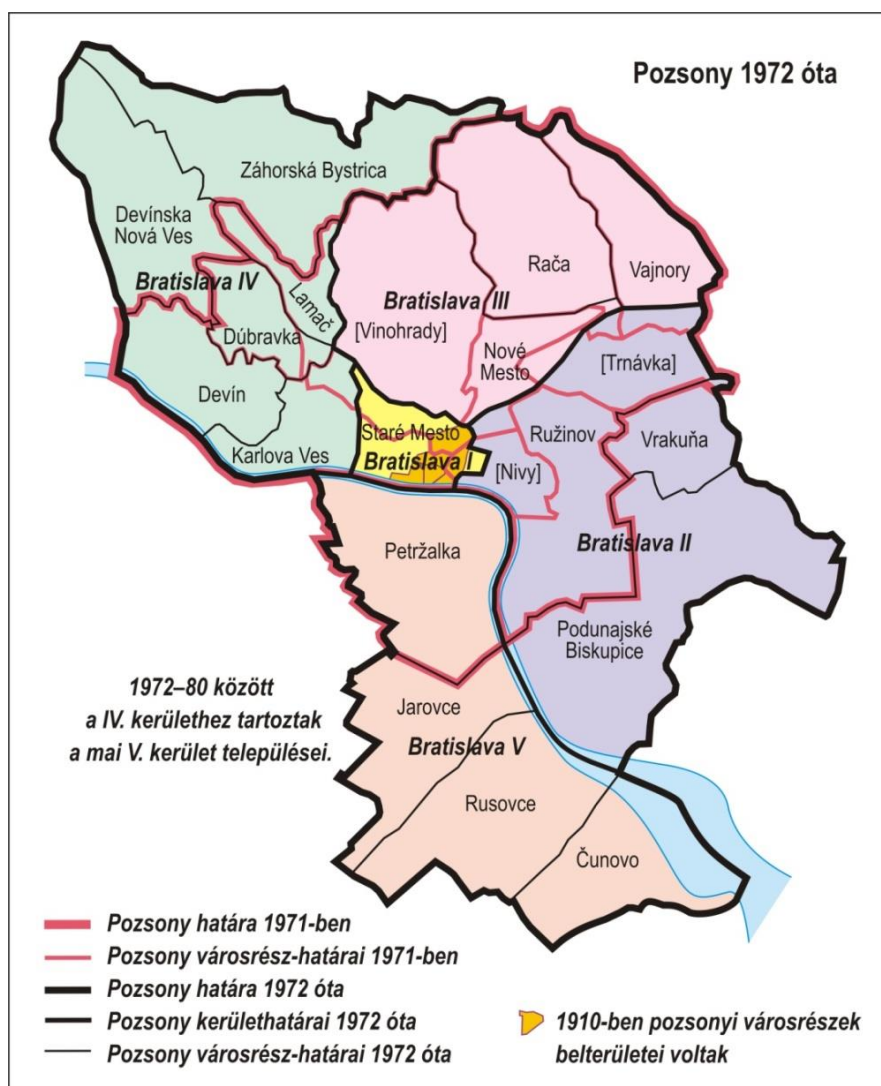 Pozsony 1972 óta
Záhorská Bystrica
Devínska
Nová Ves
Bratislava IV
Lamač
Dúbravka
Devín
Karlova Ves
Rača
Vajnory
Bratislava III
[Vinohrady]
Nové
Mesto
[Trnávka]
Staré Mesto
Bratislava I
Ružinov
Vrakuňa
[Nivy]
Bratislava II
Petržalka
Podunajské
Biskupice
1972–80 között
a IV. kerülethez tartoztak
a mai V. kerület települései.
Jarovce
Bratislava V
Rusovce
Čunovo
Pozsony határa 1971-ben
Pozsony városrész-határai 1971-ben
Pozsony határa 1972 óta
Pozsony kerülethatárai 1972 óta
Pozsony városrész-határai 1972 óta
1910-ben pozsonyi városrészek
belterületei voltak